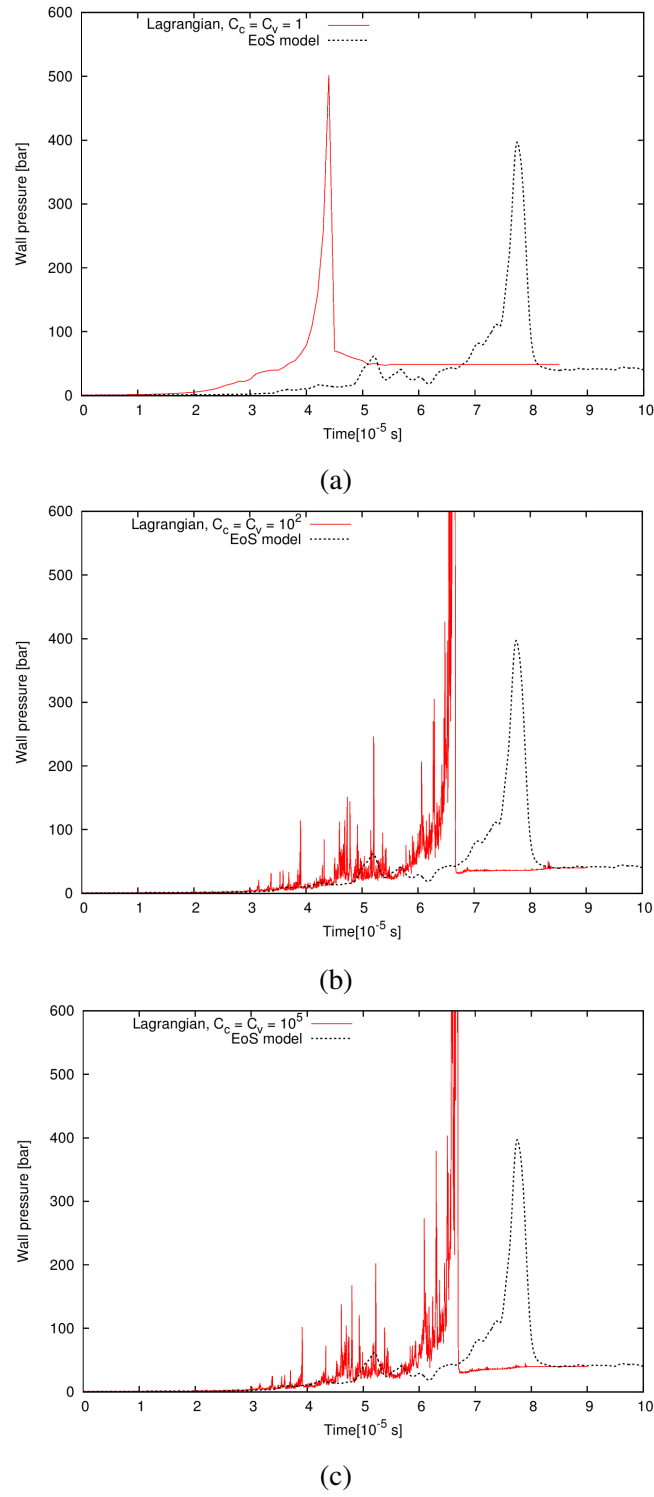 600
Lagrangian, C_c = C_v = 1
EoS model
500
400
Wall pressure [bar]
300
200
100
0
0 1 2 3 4 5 6 7 8 9 10
Time[10^-5 s]
(a)
600
Lagrangian, C_c = C_v = 10^2
EoS model
500
400
Wall pressure [bar]
300
200
100
0
0 1 2 3 4 5 6 7 8 9 10
Time[10^-5 s]
(b)
600
Lagrangian, C_c = C_v = 10^5
EoS model
500
400
Wall pressure [bar]
300
200
100
0
0 1 2 3 4 5 6 7 8 9 10
Time[10^-5 s]
(c)